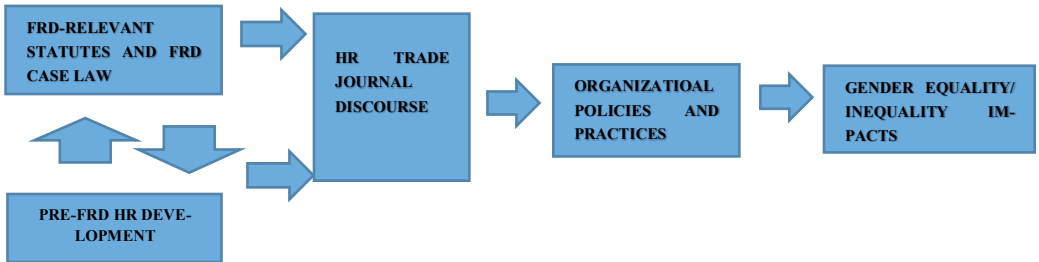 FRD-RELEVANT
STATUTES AND FRD
CASE LAW
HR TRADE
JOURNAL
DISCOURSE
ORGANIZATIOAL
POLICIES AND
PRACTICES
GENDER EQUALITY/
INEQUALITY IM-
PACTS
PRE-FRD HR DEVE-
LOPMENT